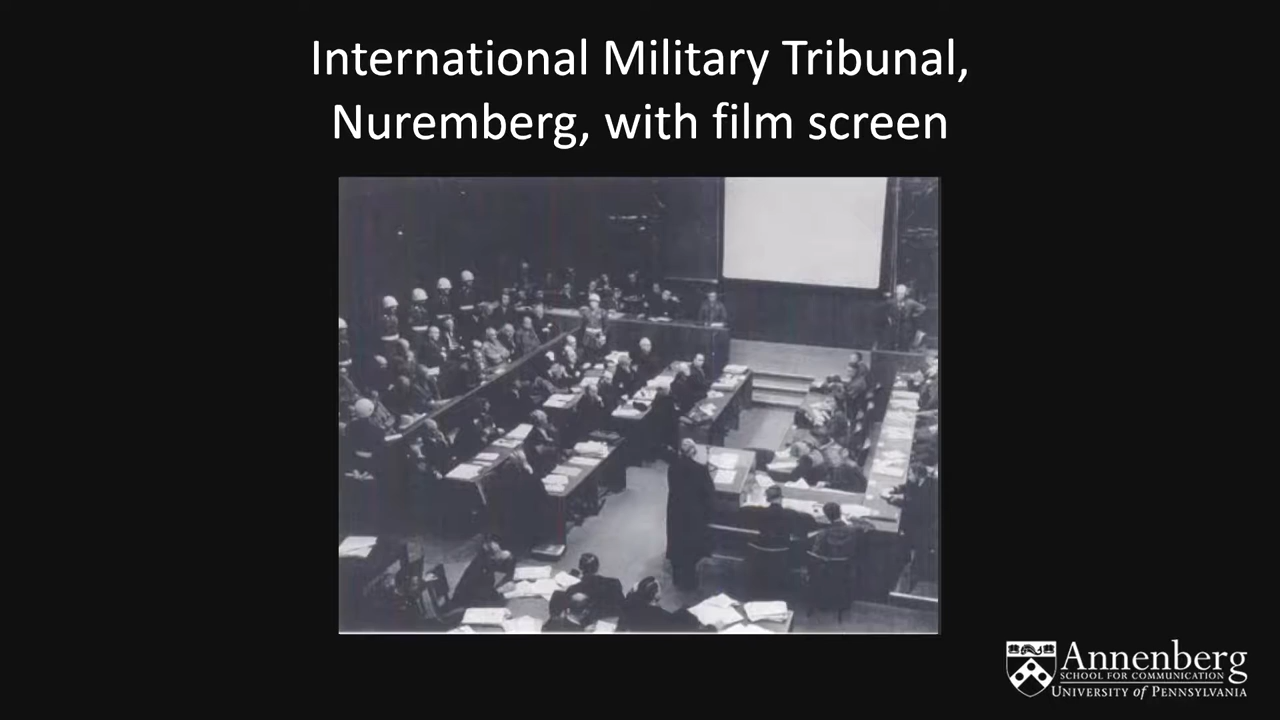 International Military Tribunal,
Nuremberg, with film screen
Annenberg
SCHOOL FOR COMMUNICATION
UNIVERSITY of PENNSYLVANIA